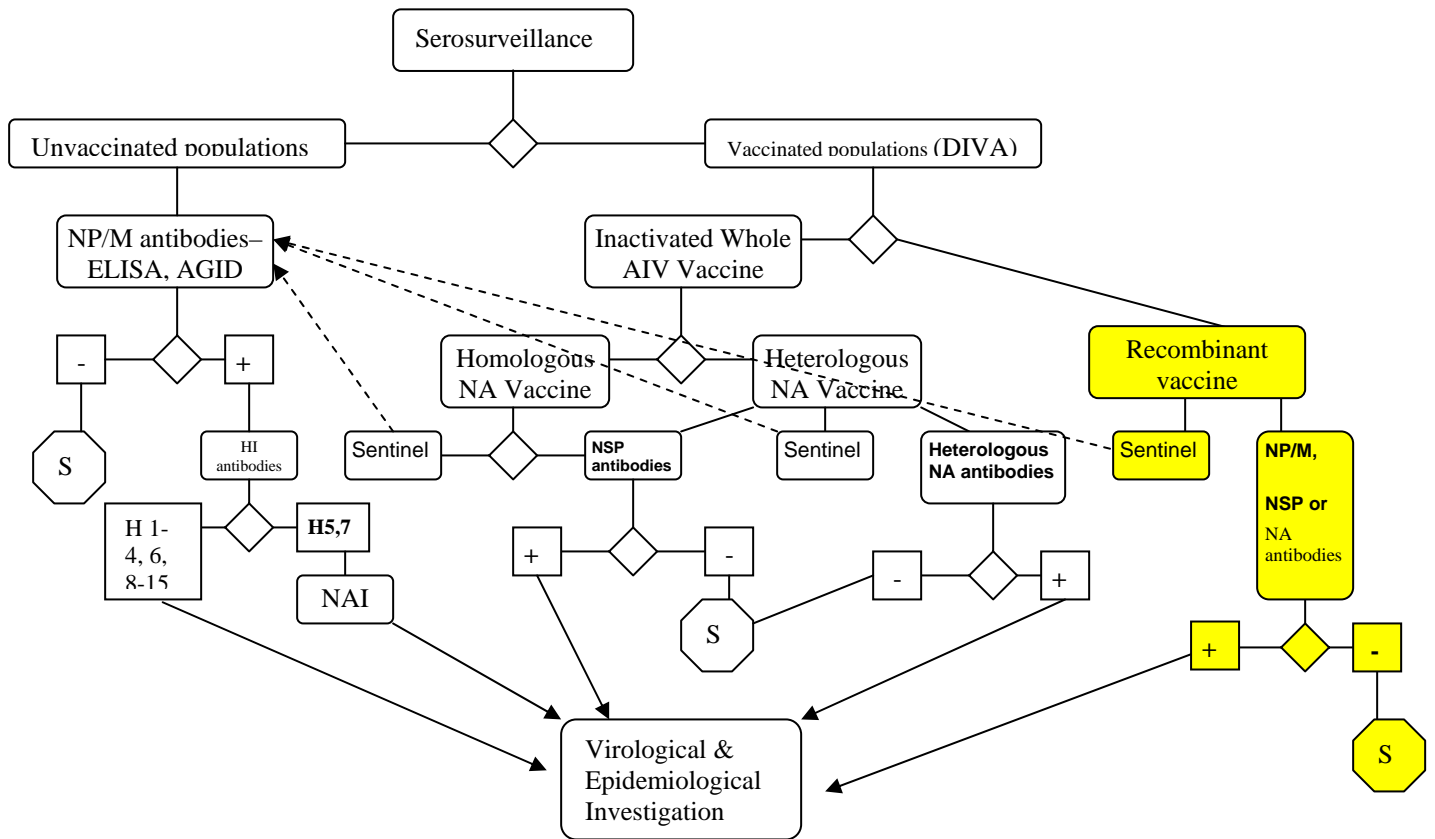 Serosurveillance
Unvaccinated populations
Vaccinated populations (DIVA)
NP/M antibodies–
ELISA, AGID
Inactivated Whole
AIV Vaccine
Homologous
NA Vaccine
Heterologous
NA Vaccine
Recombinant
vaccine
-
+
S
HI
antibodies
Sentinel
NSP
antibodies
Sentinel
Heterologous
NA antibodies
Sentinel
NP/M,
NSP or
NA
antibodies
H 1-
4, 6,
8-15
H5,7
NAI
+
-
S
-
+
+
-
S
Virological &
Epidemiological
Investigation